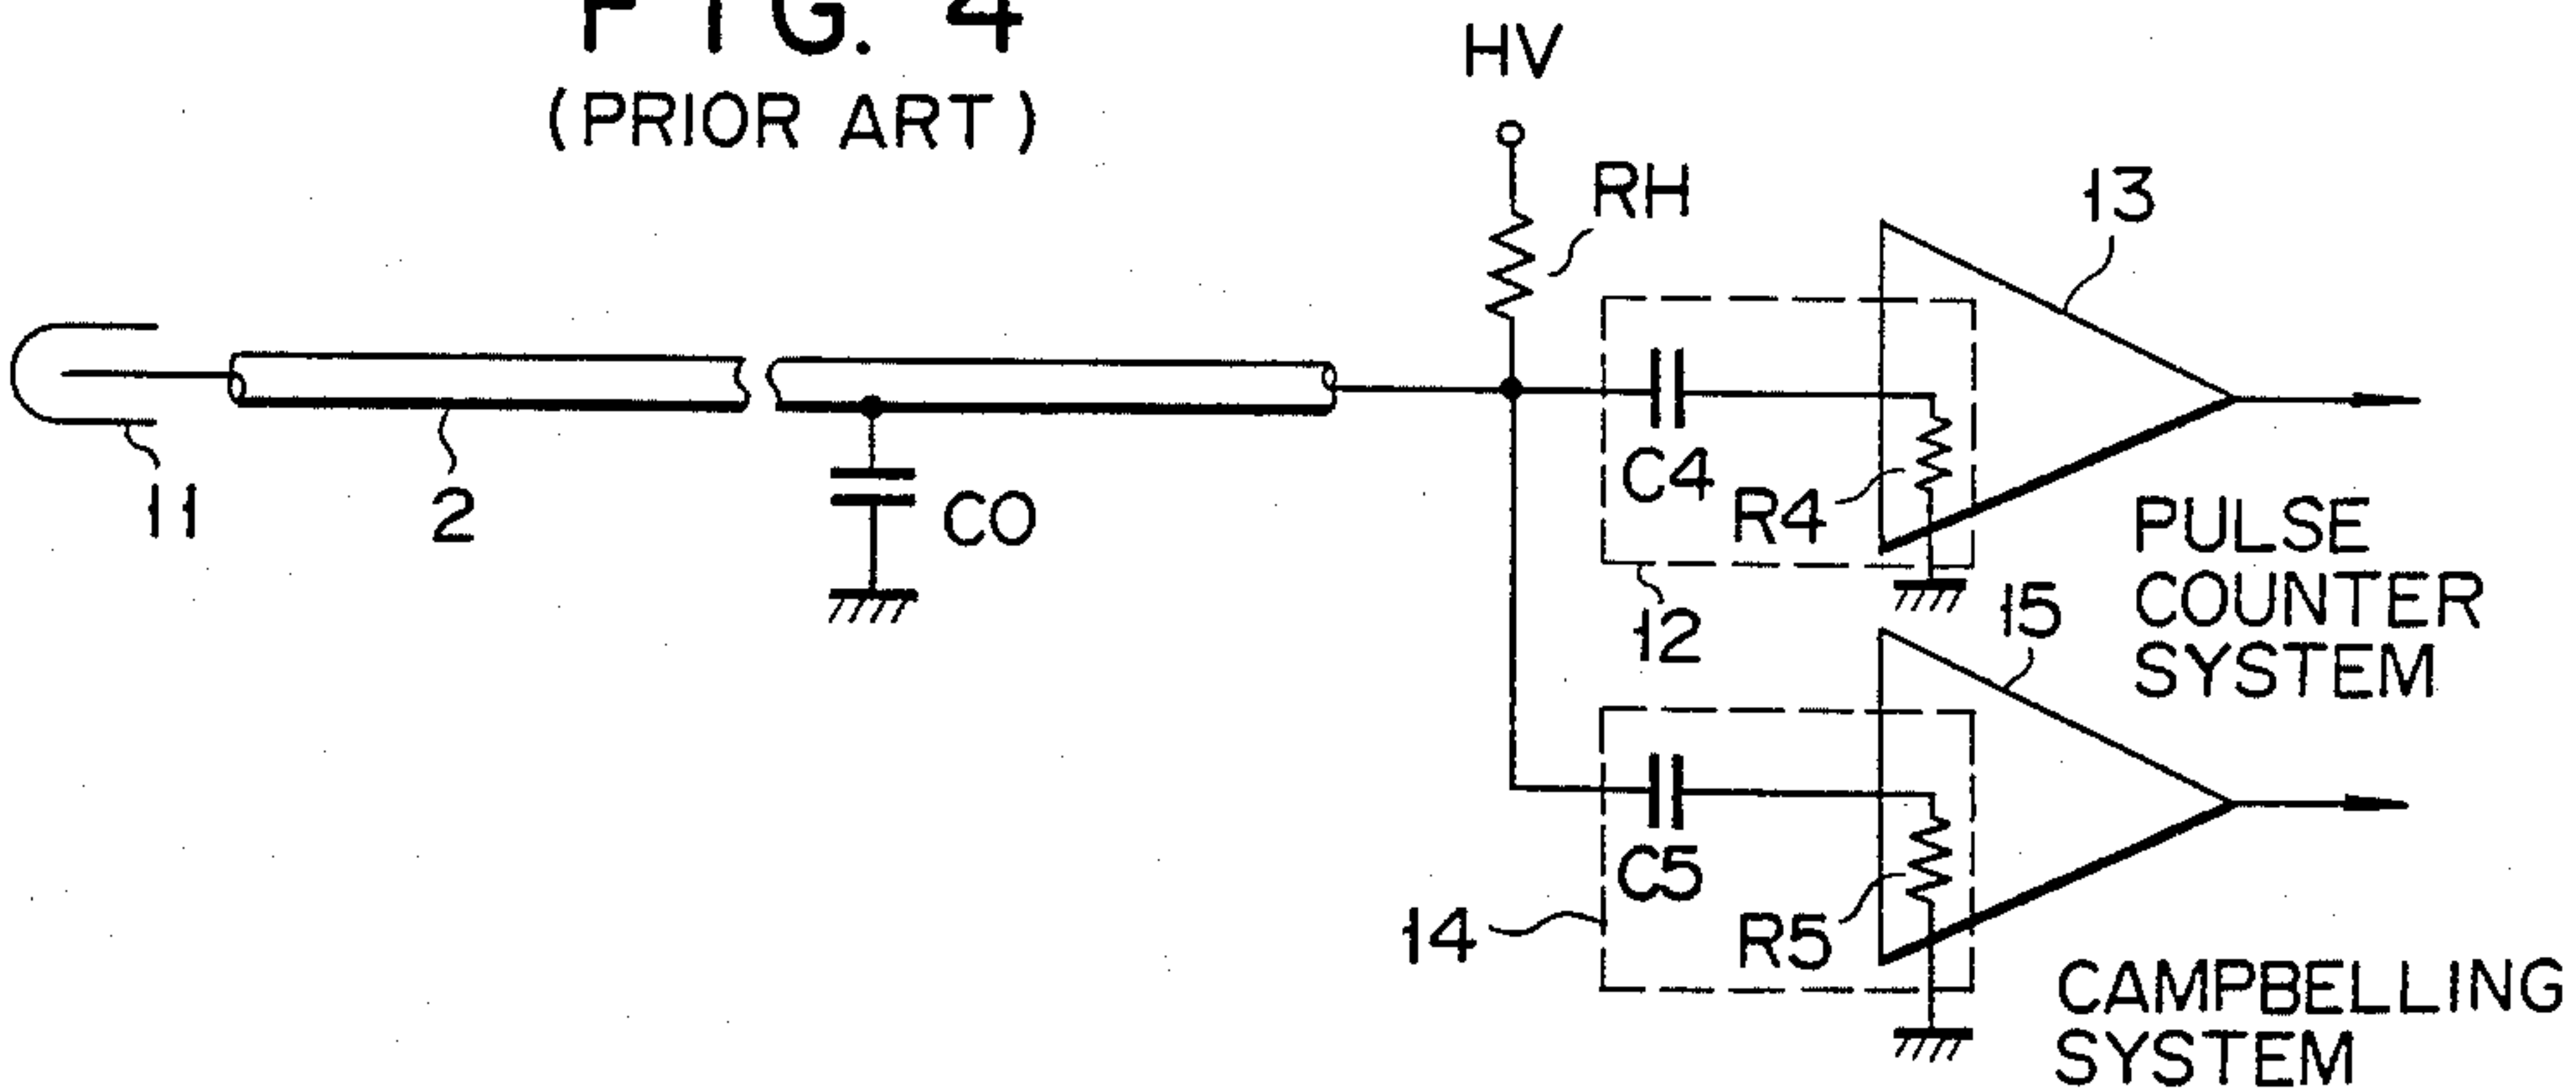 FIG. 4
(PRIOR ART)
HV
RH
13
11
2
CO
C4
R4
12
PULSE
COUNTER
SYSTEM
15
C5
R5
14
CAMPBELLING
SYSTEM